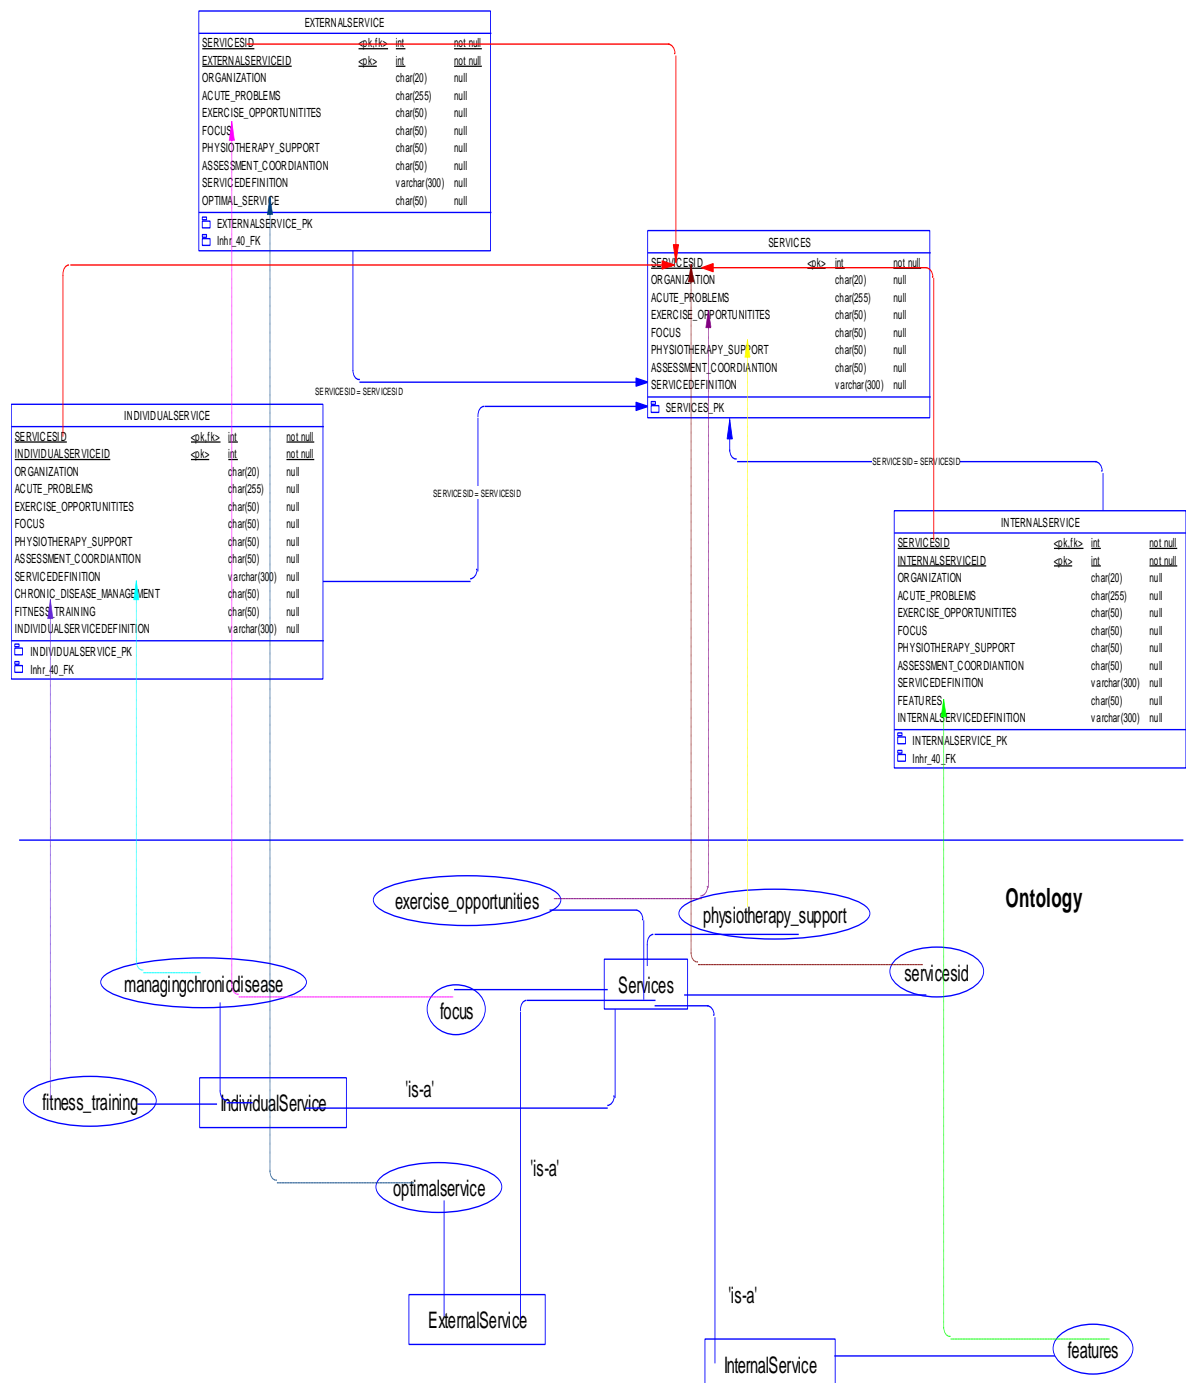 EXTERNALSERVICE
SERVICESID <pk,fk> int not null
EXTERNALSERVICEID <pk> int not null
ORGANIZATION char(20) null
ACUTE_PROBLEMS char(255) null
EXERCISE_OPPORTUNITITES char(50) null
FOCUS char(50) null
PHYSIOTHERAPY_SUPPORT char(50) null
ASSESSMENT_COORDIANTION char(50) null
SERVICEDEFINITION varchar(300) null
OPTIMAL_SERVICE char(50) null
EXTERNALSERVICE_PK
Inhr_40_FK
SERVICES
SERVICESID <pk> int not null
ORGANIZATION char(20) null
ACUTE_PROBLEMS char(255) null
EXERCISE_OPPORTUNITITES char(50) null
FOCUS char(50) null
PHYSIOTHERAPY_SUPPORT char(50) null
ASSESSMENT_COORDIANTION char(50) null
SERVICEDEFINITION varchar(300) null
SERVICES_PK
SERVICESID = SERVICESID
INDIVIDUALSERVICE
SERVICESID <pk,fk> int not null
INDIVIDUALSERVICEID <pk> int not null
ORGANIZATION char(20) null
ACUTE_PROBLEMS char(255) null
EXERCISE_OPPORTUNITITES char(50) null
FOCUS char(50) null
PHYSIOTHERAPY_SUPPORT char(50) null
ASSESSMENT_COORDIANTION char(50) null
SERVICEDEFINITION varchar(300) null
CHRONIC_DISEASE_MANAGEMENT char(50) null
FITNESS_TRAINING char(50) null
INDIVIDUALSERVICEDEFINITION varchar(300) null
INDIVIDUALSERVICE_PK
Inhr_40_FK
SERVICESID = SERVICESID
SERVICESID = SERVICESID
INTERNALSERVICE
SERVICESID <pk,fk> int not null
INTERNALSERVICEID <pk> int not null
ORGANIZATION char(20) null
ACUTE_PROBLEMS char(255) null
EXERCISE_OPPORTUNITITES char(50) null
FOCUS char(50) null
PHYSIOTHERAPY_SUPPORT char(50) null
ASSESSMENT_COORDIANTION char(50) null
SERVICEDEFINITION varchar(300) null
FEATURES char(50) null
INTERNALSERVICEDEFINITION varchar(300) null
INTERNALSERVICE_PK
Inhr_40_FK
Ontology
exercise_opportunities
physiotherapy_support
managingchronicdisease
focus
Services
servicesid
fitness_training
IndividualService
'is-a'
'is-a'
optimalservice
ExternalService
'is-a'
InternalService
features